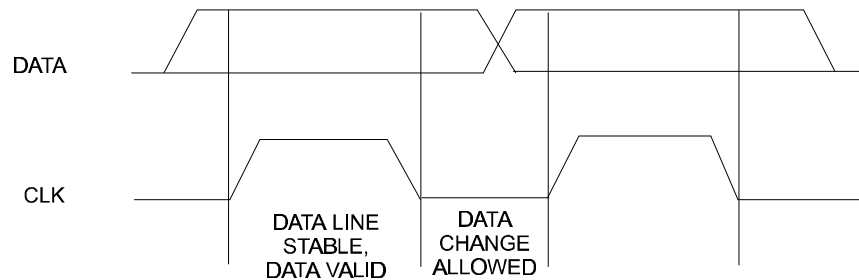 DATA
CLK
DATA LINE
STABLE,
DATA VALID
DATA
CHANGE
ALLOWED